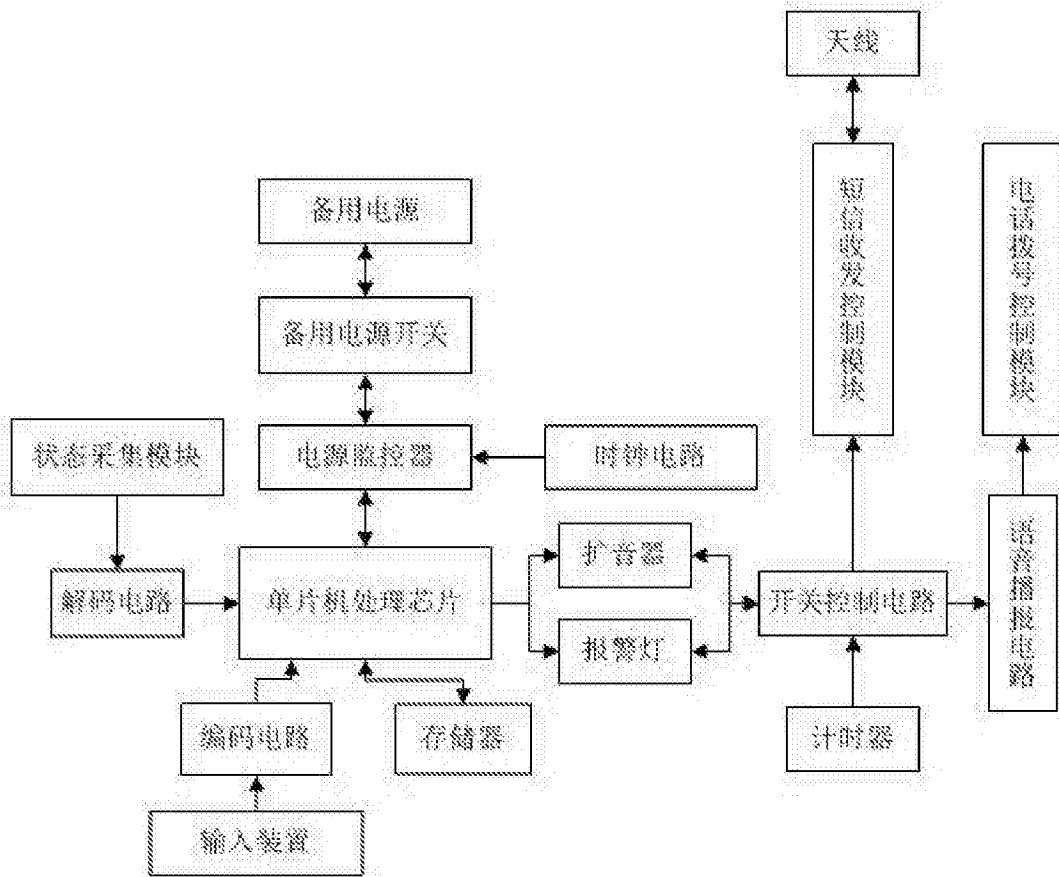 天线
短信收发控制模块
电话拨号控制模块
备用电源
备用电源开关
状态采集模块
电源监控器
时钟电路
解码电路
单片机处理芯片
扩音器
报警灯
开关控制电路
语音播报电路
编码电路
存储器
计时器
输入装置